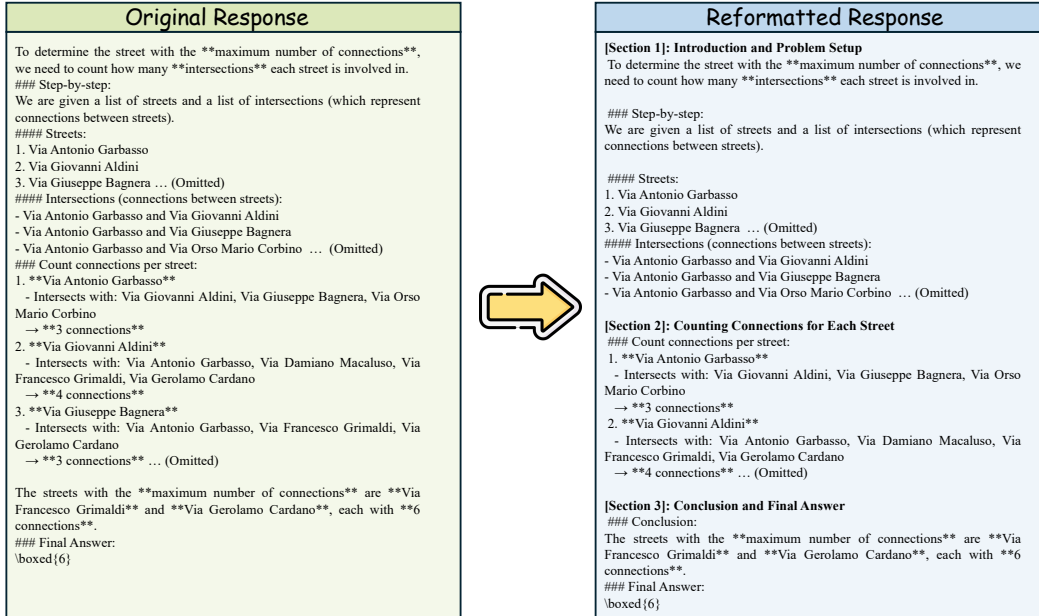 Original Response
To determine the street with the **maximum number of connections**,
we need to count how many **intersections** each street is involved in.
### Step-by-step:
We are given a list of streets and a list of intersections (which represent
connections between streets).
#### Streets:
1. Via Antonio Garbasso
2. Via Giovanni Aldini
3. Via Giuseppe Bagnera … (Omitted)
#### Intersections (connections between streets):
- Via Antonio Garbasso and Via Giovanni Aldini
- Via Antonio Garbasso and Via Giuseppe Bagnera
- Via Antonio Garbasso and Via Orso Mario Corbino … (Omitted)
### Count connections per street:
1. **Via Antonio Garbasso**
- Intersects with: Via Giovanni Aldini, Via Giuseppe Bagnera, Via Orso
Mario Corbino
→ **3 connections**
2. **Via Giovanni Aldini**
- Intersects with: Via Antonio Garbasso, Via Damiano Macaluso, Via
Francesco Grimaldi, Via Gerolamo Cardano
→ **4 connections**
3. **Via Giuseppe Bagnera**
- Intersects with: Via Antonio Garbasso, Via Francesco Grimaldi, Via
Gerolamo Cardano
→ **3 connections** … (Omitted)
The streets with the **maximum number of connections** are **Via
Francesco Grimaldi** and **Via Gerolamo Cardano**, each with **6
connections**.
### Final Answer:
\boxed{6}
Reformatted Response
[Section 1]: Introduction and Problem Setup
To determine the street with the **maximum number of connections**, we
need to count how many **intersections** each street is involved in.
### Step-by-step:
We are given a list of streets and a list of intersections (which represent
connections between streets).
#### Streets:
1. Via Antonio Garbasso
2. Via Giovanni Aldini
3. Via Giuseppe Bagnera … (Omitted)
#### Intersections (connections between streets):
- Via Antonio Garbasso and Via Giovanni Aldini
- Via Antonio Garbasso and Via Giuseppe Bagnera
- Via Antonio Garbasso and Via Orso Mario Corbino … (Omitted)
[Section 2]: Counting Connections for Each Street
### Count connections per street:
1. **Via Antonio Garbasso**
- Intersects with: Via Giovanni Aldini, Via Giuseppe Bagnera, Via Orso
Mario Corbino
→ **3 connections**
2. **Via Giovanni Aldini**
- Intersects with: Via Antonio Garbasso, Via Damiano Macaluso, Via
Francesco Grimaldi, Via Gerolamo Cardano
→ **4 connections** … (Omitted)
[Section 3]: Conclusion and Final Answer
### Conclusion:
The streets with the **maximum number of connections** are **Via
Francesco Grimaldi** and **Via Gerolamo Cardano**, each with **6
connections**.
### Final Answer:
\boxed{6}